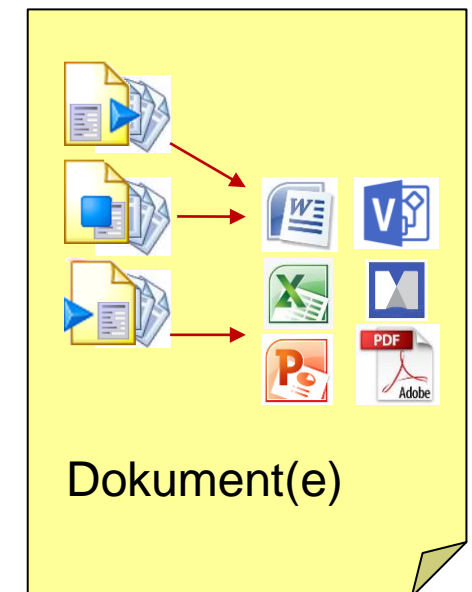 W V
X
PDF
P
Adobe
Dokument(e)